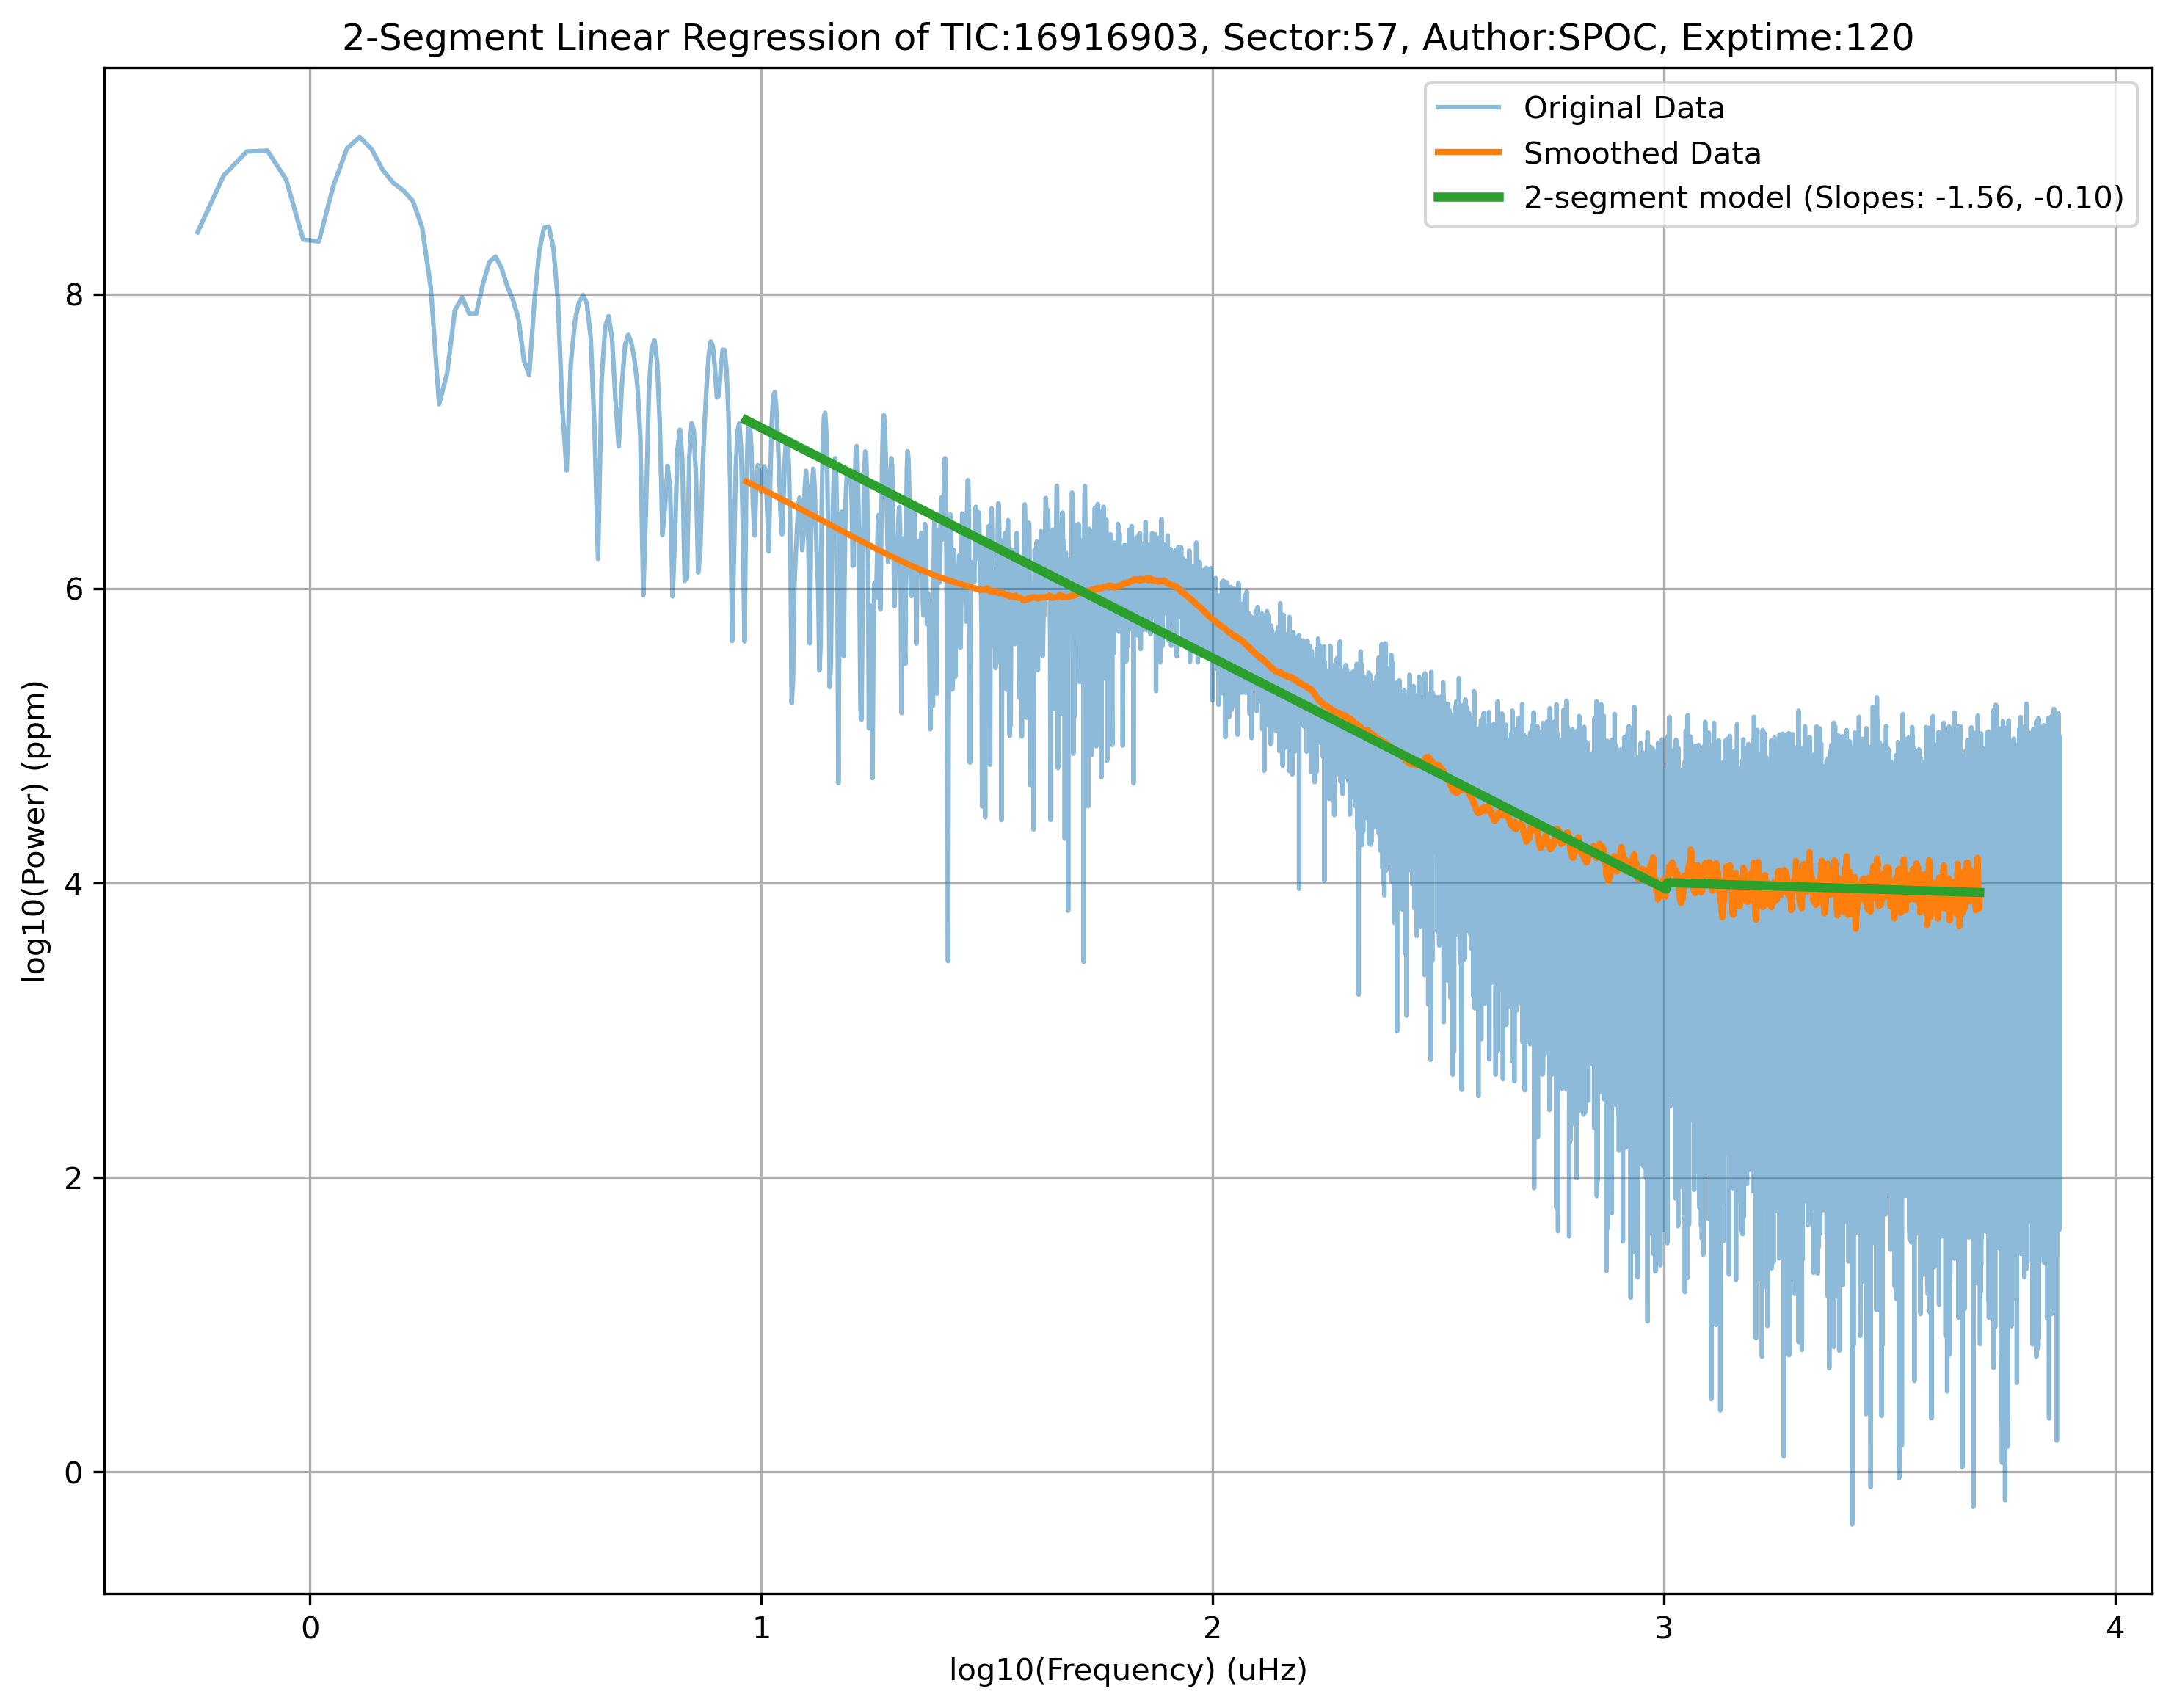 2-Segment Linear Regression of TIC:16916903, Sector:57, Author:SPOC, Exptime:120
Original Data
Smoothed Data
2-segment model (Slopes: -1.56, -0.10)
log10(Power) (ppm)
8
6
4
2
0
0 1 2 3 4
log10(Frequency) (uHz)